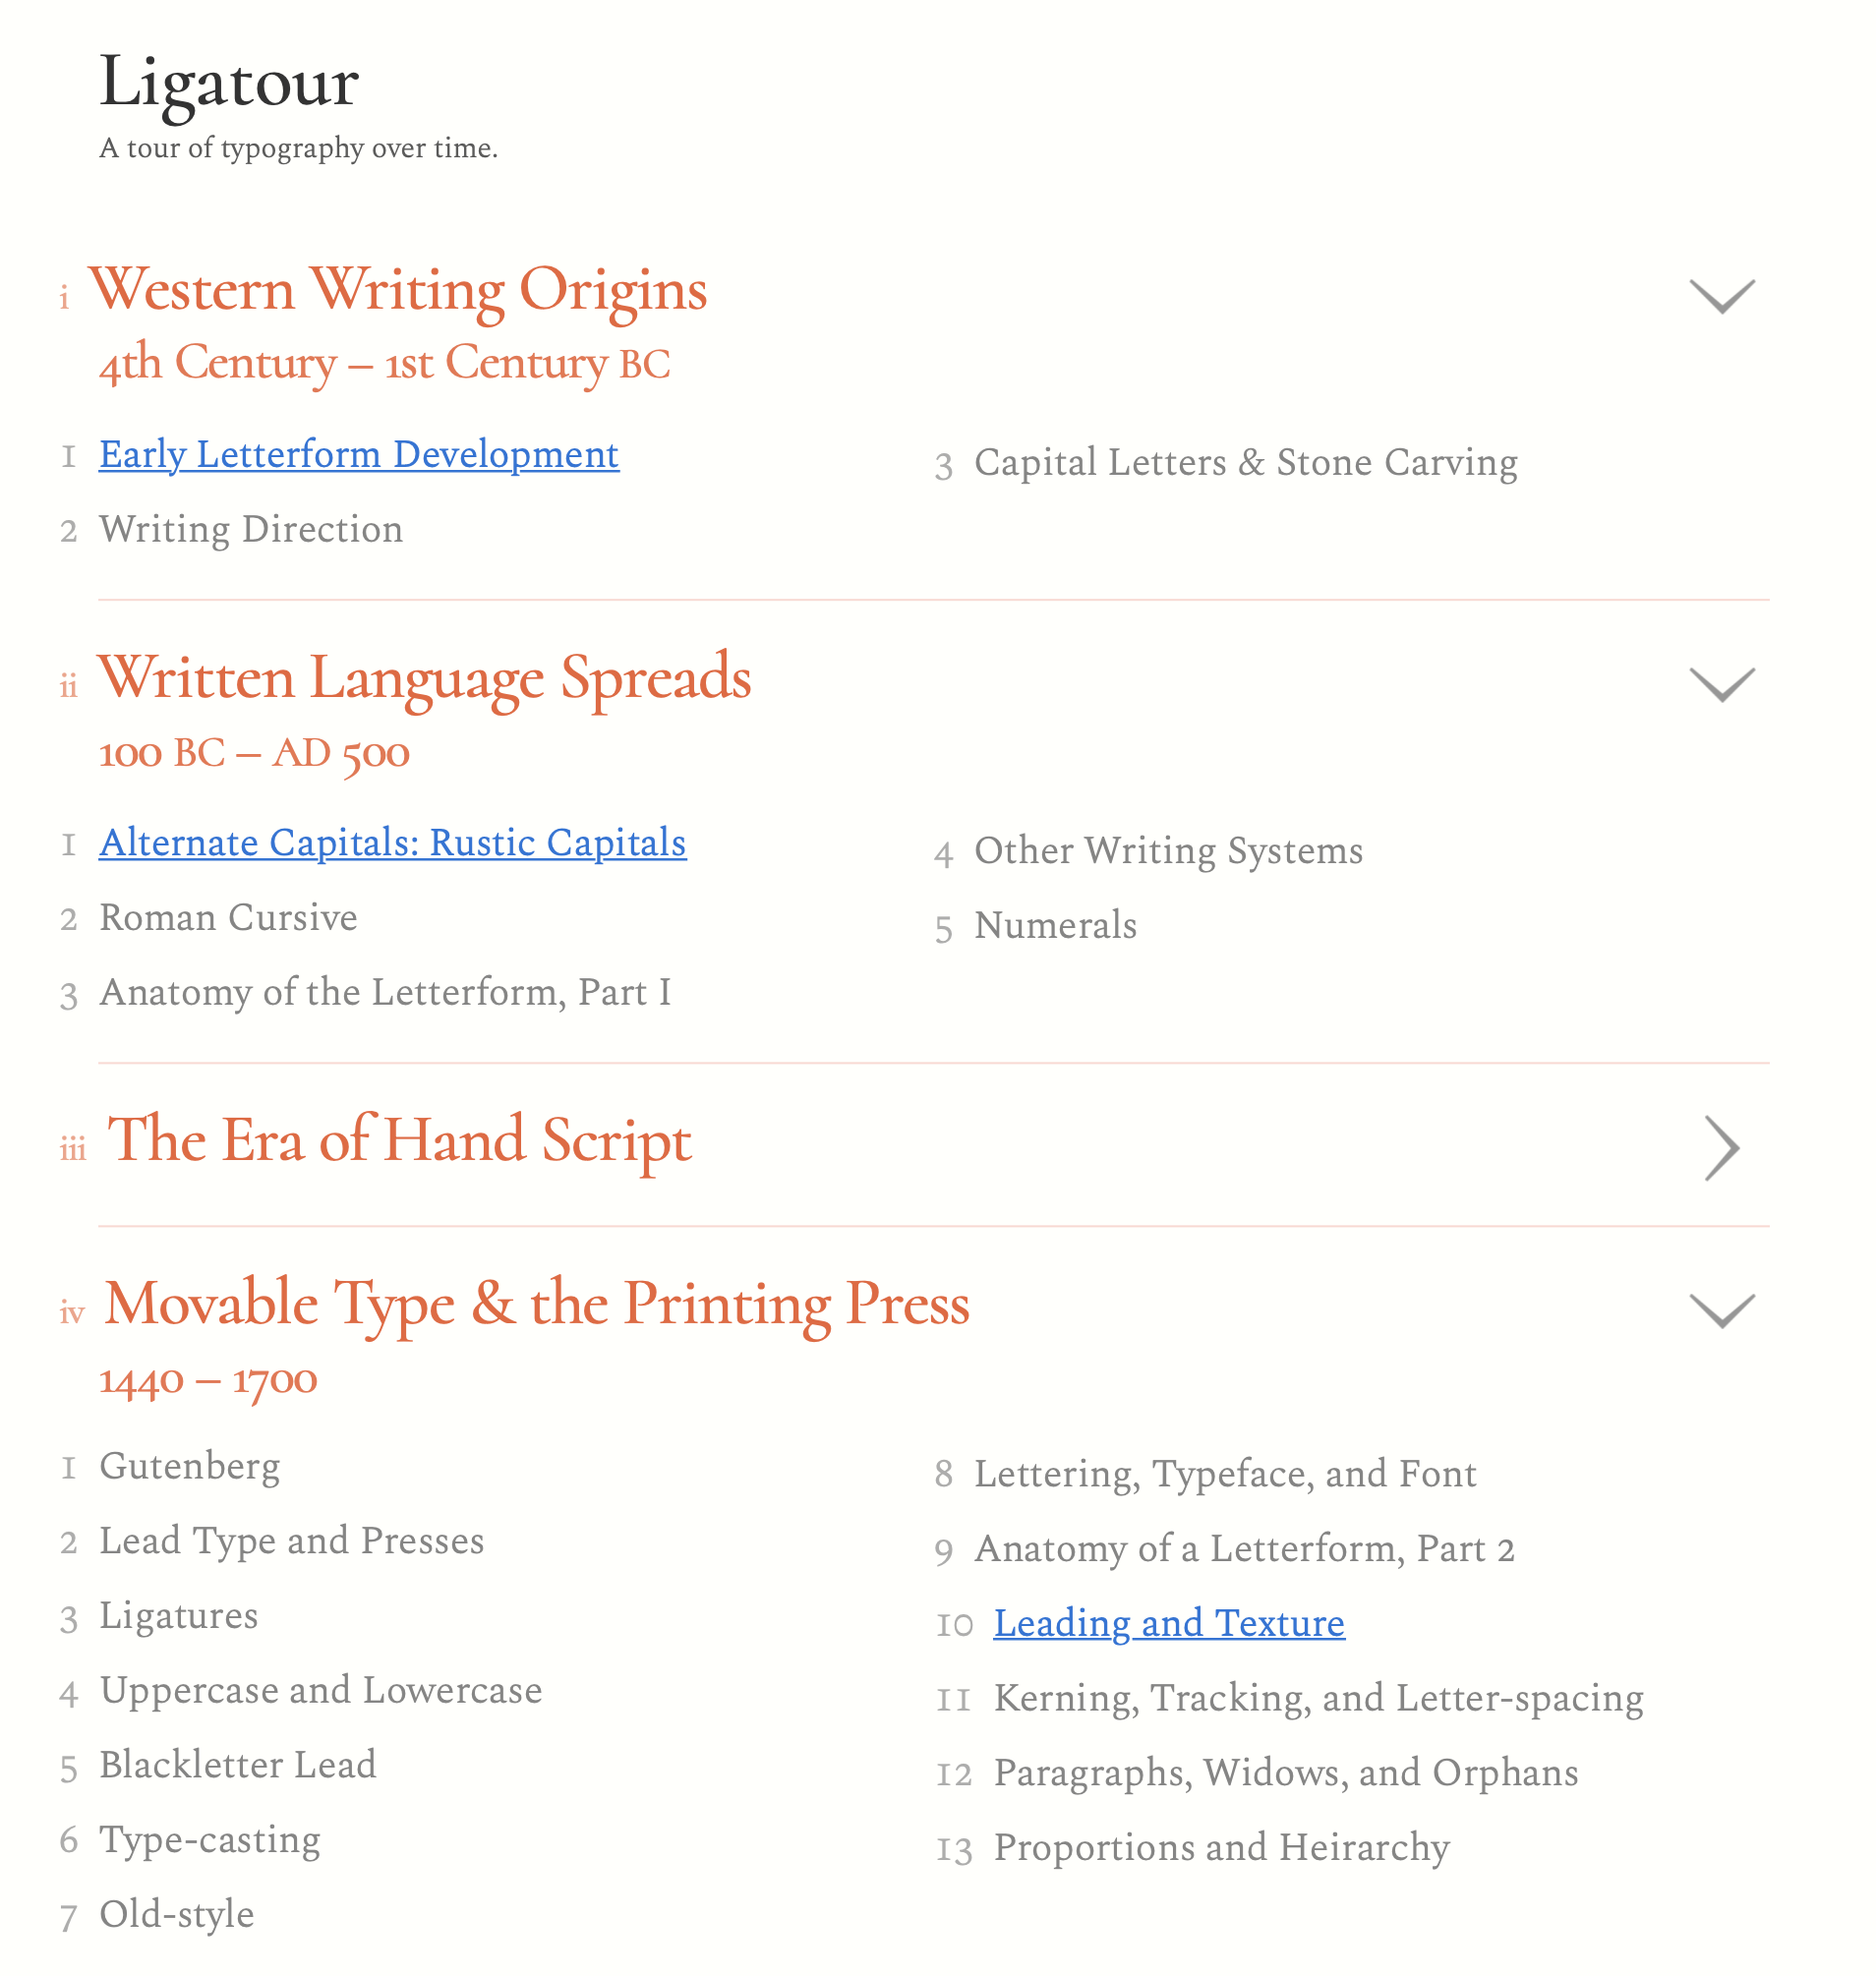 Ligatour
A tour of typography over time.
i Western Writing Origins
4th Century – 1st Century BC
1 Early Letterform Development
2 Writing Direction
3 Capital Letters & Stone Carving
ii Written Language Spreads
100 BC – AD 500
1 Alternate Capitals: Rustic Capitals
2 Roman Cursive
3 Anatomy of the Letterform, Part I
4 Other Writing Systems
5 Numerals
iii The Era of Hand Script
iv Movable Type & the Printing Press
1440 – 1700
1 Gutenberg
2 Lead Type and Presses
3 Ligatures
4 Uppercase and Lowercase
5 Blackletter Lead
6 Type-casting
7 Old-style
8 Lettering, Typeface, and Font
9 Anatomy of a Letterform, Part 2
10 Leading and Texture
11 Kerning, Tracking, and Letter-spacing
12 Paragraphs, Widows, and Orphans
13 Proportions and Heirarchy